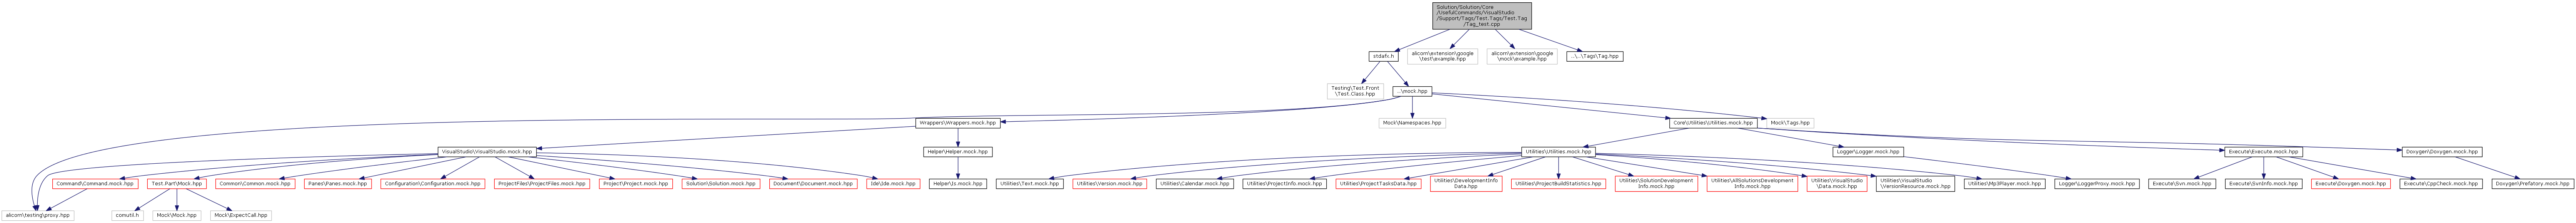 Solution/Solution/Core
/UsefulCommands/VisualStudio
/Support/Tags/Test.Tags/Test.Tag
/Tag_test.cpp
stdafx.h
alicorn\extension\google
\test\example.hpp
alicorn\extension\google
\mock\example.hpp
..\..\Tags\Tag.hpp
Testing\Test.Front
\Test.Class.hpp
..\mock.hpp
Wrappers\Wrappers.mock.hpp
Mock\Namespaces.hpp
Core\Utilities\Utilities.mock.hpp
Mock\Tags.hpp
VisualStudio\VisualStudio.mock.hpp
Helper\Helper.mock.hpp
Utilities\Utilities.mock.hpp
Logger\Logger.mock.hpp
Execute\Execute.mock.hpp
Doxygen\Doxygen.mock.hpp
Command\Command.mock.hpp
Test.Part\Mock.hpp
Common\Common.mock.hpp
Panes\Panes.mock.hpp
Configuration\Configuration.mock.hpp
ProjectFiles\ProjectFiles.mock.hpp
Project\Project.mock.hpp
Solution\Solution.mock.hpp
Document\Document.mock.hpp
Ide\Ide.mock.hpp
Helper\Is.mock.hpp
Utilities\Text.mock.hpp
Utilities\Version.mock.hpp
Utilities\Calendar.mock.hpp
Utilities\ProjectInfo.mock.hpp
Utilities\ProjectTasksData.hpp
Utilities\DevelopmentInfo
Data.hpp
Utilities\ProjectBuildStatistics.hpp
Utilities\SolutionDevelopment
Info.mock.hpp
Utilities\AllSolutionsDevelopment
Info.mock.hpp
Utilities\VisualStudio
\Data.mock.hpp
Utilities\VisualStudio
\VersionResource.mock.hpp
Utilities\Mp3Player.mock.hpp
Logger\LoggerProxy.mock.hpp
Execute\Svn.mock.hpp
Execute\SvnInfo.mock.hpp
Execute\Doxygen.mock.hpp
Execute\CppCheck.mock.hpp
Doxygen\Prefatory.mock.hpp
alicorn\testing\proxy.hpp
comutil.h
Mock\Mock.hpp
Mock\ExpectCall.hpp